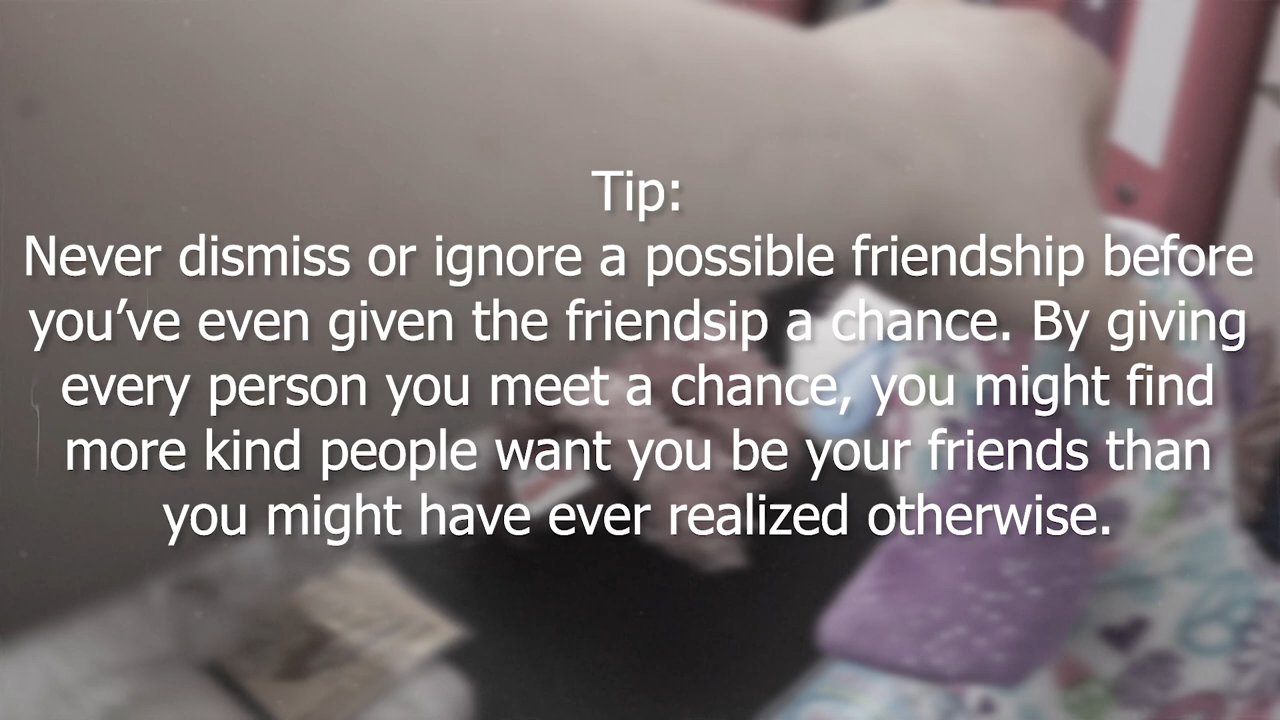 Tip:
Never dismiss or ignore a possible friendship before
you’ve even given the friendsip a chance. By giving
every person you meet a chance, you might find
more kind people want you be your friends than
you might have ever realized otherwise.